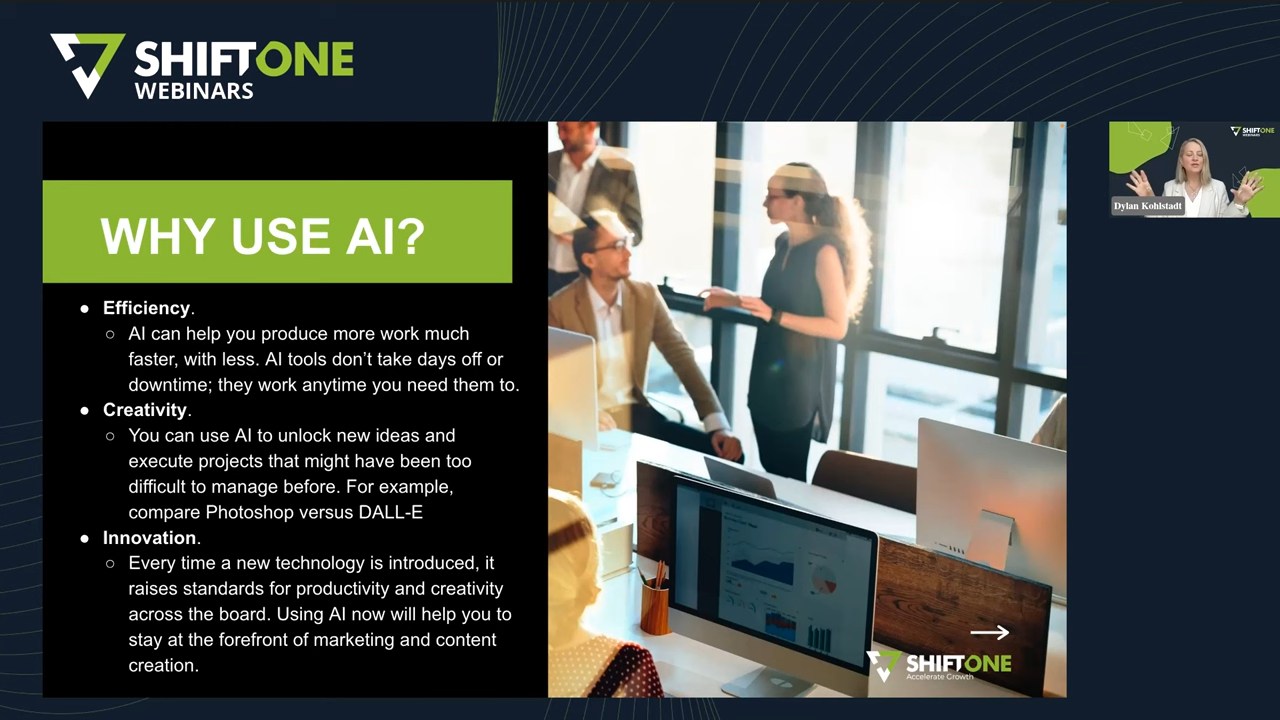 SHIFTONE
WEBINARS
WHY USE AI?
● Efficiency.
○ AI can help you produce more work much
faster, with less. AI tools don’t take days off or
downtime; they work anytime you need them to.
● Creativity.
○ You can use AI to unlock new ideas and
execute projects that might have been too
difficult to manage before. For example,
compare Photoshop versus DALL-E
● Innovation.
○ Every time a new technology is introduced, it
raises standards for productivity and creativity
across the board. Using AI now will help you to
stay at the forefront of marketing and content
creation.
SHIFTONE
Accelerate Growth
SHIFTONE
WEBINARS
Dylan Kohlstadt